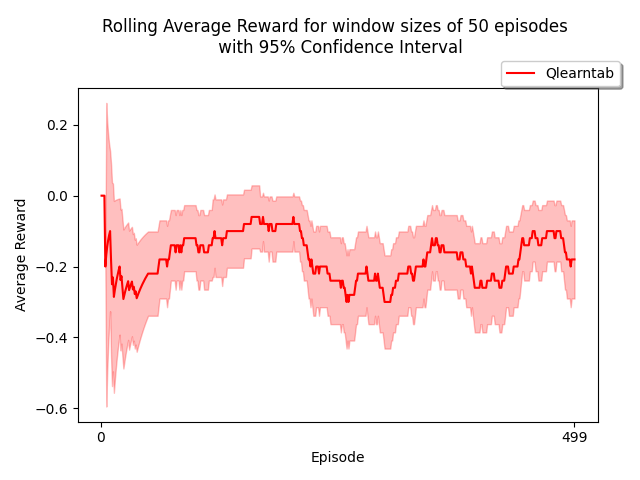 Rolling Average Reward for window sizes of 50 episodes
with 95% Confidence Interval
Qlearntab
0.2
0.0
−0.2
−0.4
−0.6
Average Reward
0
499
Episode